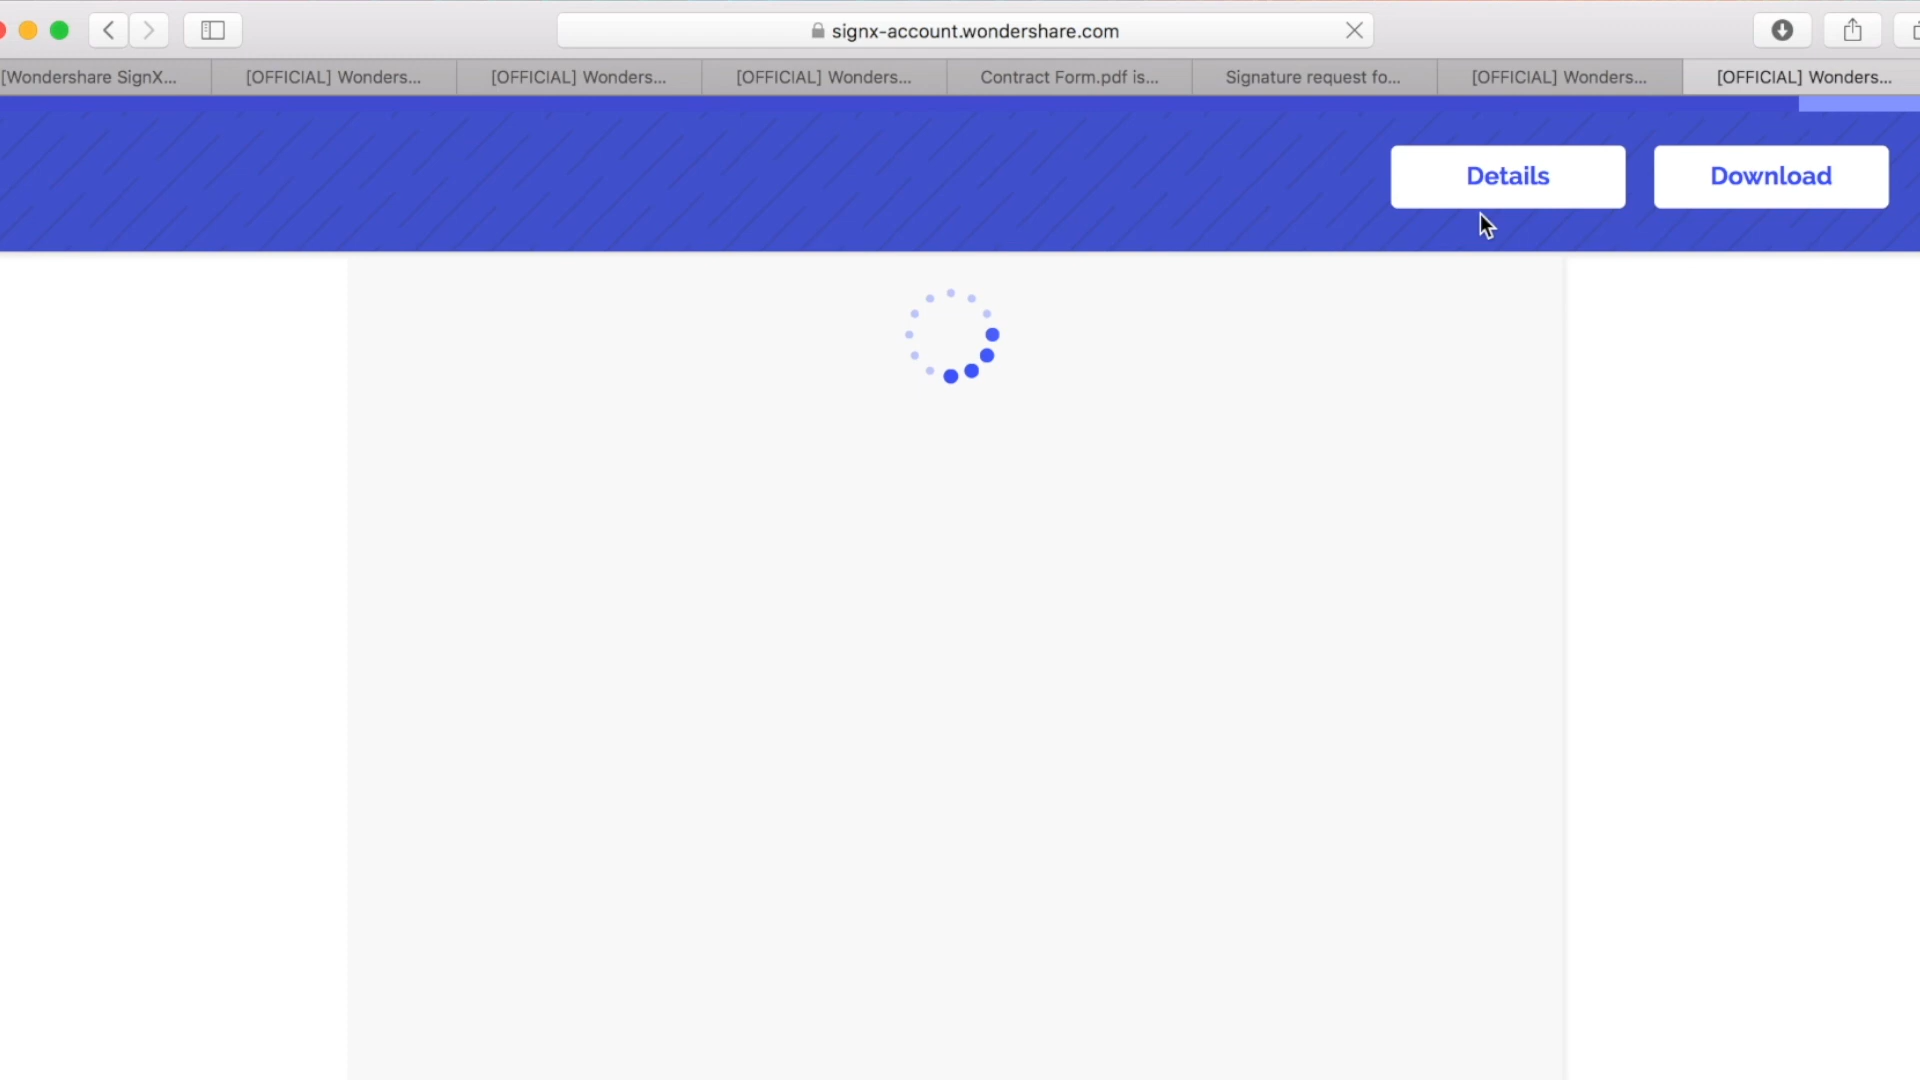 signx-account.wondershare.com
[Wondershare SignX...
[OFFICIAL] Wonders...
[OFFICIAL] Wonders...
[OFFICIAL] Wonders...
Contract Form.pdf is...
Signature request fo...
[OFFICIAL] Wonders...
[OFFICIAL] Wonders...
Details
Download